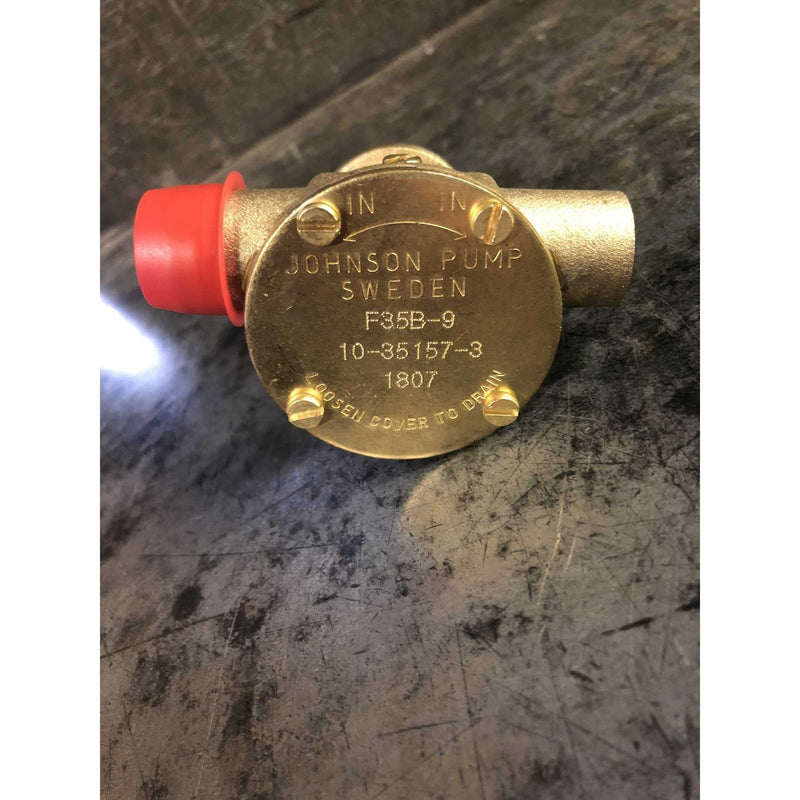 IN IN
JOHNSON PUMP
SWEDEN
F35B-9
10-35157-3
1807
LOOSEN COVER TO DRAIN